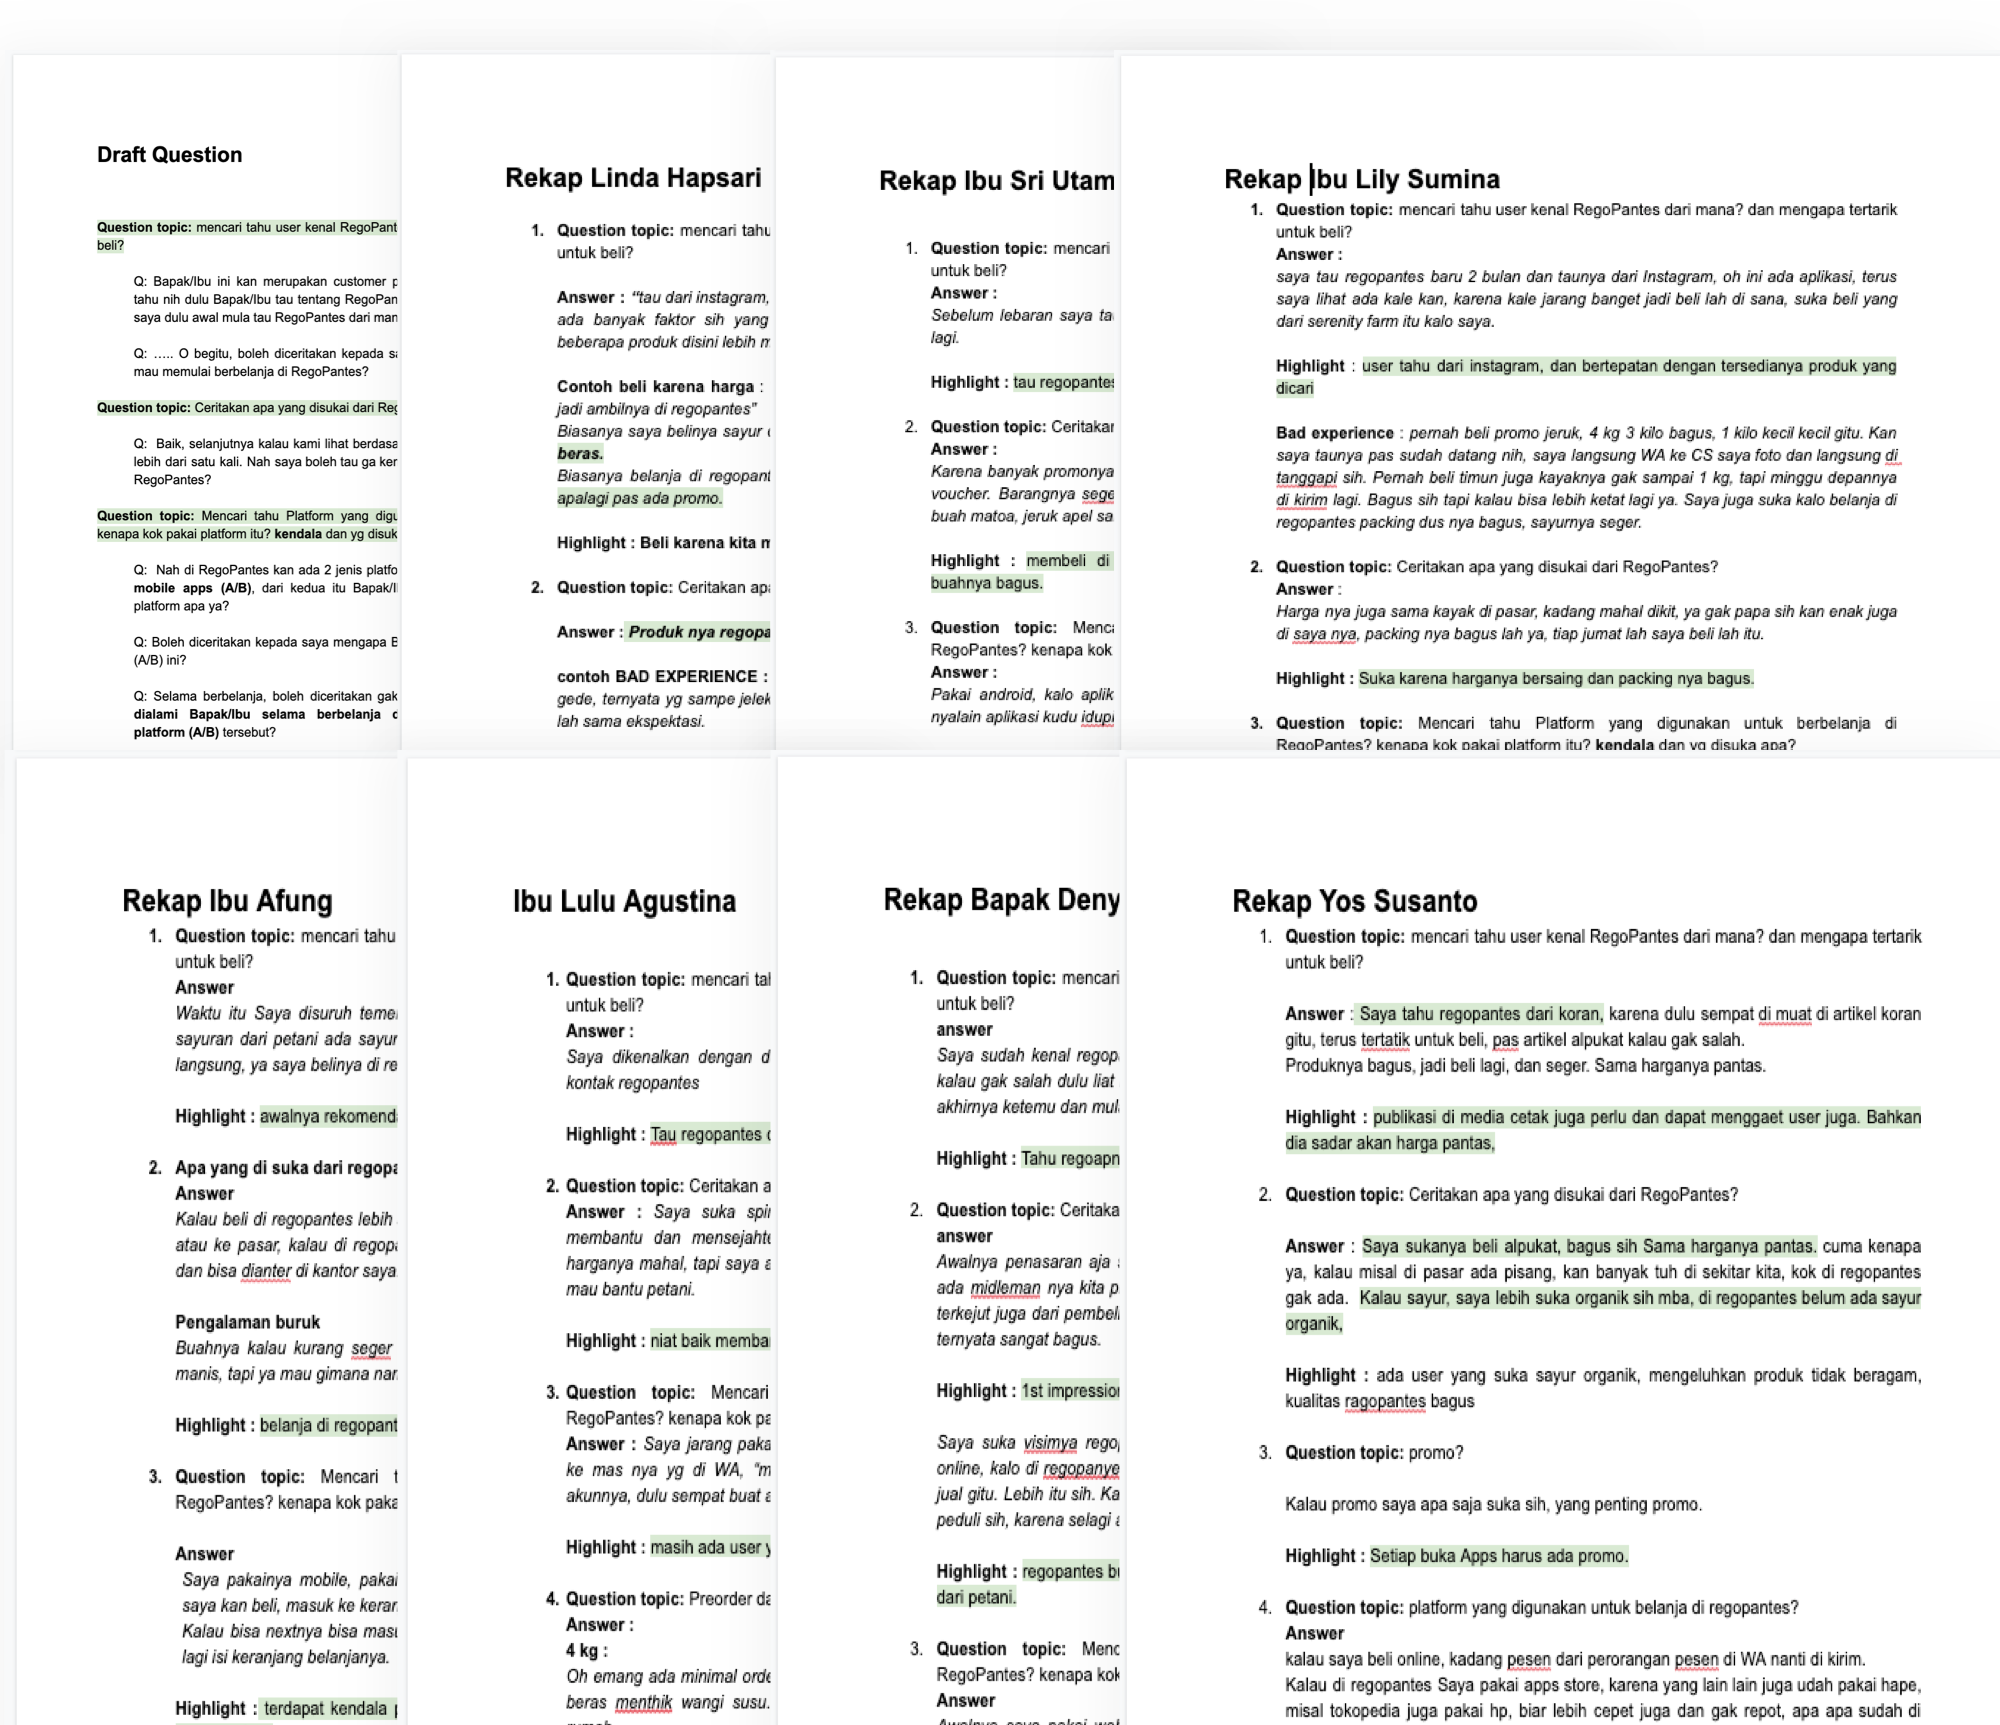 Draft Question
Question topic: mencari tahu user kenal RegoPant
beli?
Q: Bapak/Ibu ini kan merupakan customer p
tahu nih dulu Bapak/Ibu tau tentang RegoPan
saya dulu awal mula tau RegoPantes dari man
Q: ..... O begitu, boleh diceritakan kepada sa
mau memulai berbelanja di RegoPantes?
Question topic: Ceritakan apa yang disukai dari Reg
Q: Baik, selanjutnya kalau kami lihat berdasa
lebih dari satu kali. Nah saya boleh tau ga ker
RegoPantes?
Question topic: Mencari tahu Platform yang digu
kenapa kok pakai platform itu? kendala dan yg disuk
Q: Nah di RegoPantes kan ada 2 jenis platfo
mobile apps (A/B), dari kedua itu Bapak/I
platform apa ya?
Q: Boleh diceritakan kepada saya mengapa B
(A/B) ini?
Q: Selama berbelanja, boleh diceritakan gak
dialami Bapak/Ibu selama berbelanja d
platform (A/B) tersebut?
Rekap Linda Hapsari
1. Question topic: mencari tahu
untuk beli?
Answer : "tau dari instagram,
ada banyak faktor sih yang
beberapa produk disini lebih m
Contoh beli karena harga :
jadi ambilnya di regopantes"
Biasanya saya belinya sayur
beras.
Biasanya belanja di regopant
apalagi pas ada promo.
Highlight : Beli karena kita m
2. Question topic: Ceritakan apa
Answer : Produk nya regopa
contoh BAD EXPERIENCE :
gede, ternyata yg sampe jelek
lah sama ekspektasi.
Rekap Ibu Sri Utam
1. Question topic: mencari
untuk beli?
Answer :
Sebelum lebaran saya ta
lagi.
Highlight : tau regopantes
2. Question topic: Ceritakan
Answer :
Karena banyak promonya
voucher. Barangnya sege
buah matoa, jeruk apel sa
Highlight : membeli di
buahnya bagus.
3. Question topic: Menca
RegoPantes? kenapa kok
Answer :
Pakai android, kalo aplik
nyalain aplikasi kudu idup
Rekap Ibu Lily Sumina
1. Question topic: mencari tahu user kenal RegoPantes dari mana? dan mengapa tertarik
untuk beli?
Answer :
saya tau regopantes baru 2 bulan dan taunya dari Instagram, oh ini ada aplikasi, terus
saya lihat ada kale kan, karena kale jarang banget jadi beli lah di sana, suka beli yang
dari serenity farm itu kalo saya.
Highlight : user tahu dari instagram, dan bertepatan dengan tersedianya produk yang
dicari
Bad experience : pernah beli promo jeruk, 4 kg 3 kilo bagus, 1 kilo kecil kecil gitu. Kan
saya taunya pas sudah datang nih, saya langsung WA ke CS saya foto dan langsung di
tanggapi sih. Pernah beli timun juga kayaknya gak sampai 1 kg, tapi minggu depannya
di kirim lagi. Bagus sih tapi kalau bisa lebih ketat lagi ya. Saya juga suka kalo belanja di
regopantes packing dus nya bagus, sayurnya seger.
2. Question topic: Ceritakan apa yang disukai dari RegoPantes?
Answer :
Harga nya juga sama kayak di pasar, kadang mahal dikit, ya gak papa sih kan enak juga
di saya nya, packing nya bagus lah ya, tiap jumat lah saya beli lah itu.
Highlight : Suka karena harganya bersaing dan packing nya bagus.
3. Question topic: Mencari tahu Platform yang digunakan untuk berbelanja di
RegoPantes? kenapa kok pakai platform itu? kendala dan yg disuka apa?
Rekap Ibu Afung
1. Question topic: mencari tahu
untuk beli?
Answer
Waktu itu Saya disuruh teme
sayuran dari petani ada sayur
langsung, ya saya belinya di re
Highlight : awalnya rekomenda
2. Apa yang di suka dari regopa
Answer
Kalau beli di regopantes lebih
atau ke pasar, kalau di regopa
dan bisa dianter di kantor saya
Pengalaman buruk
Buahnya kalau kurang seger
manis, tapi ya mau gimana nan
Highlight : belanja di regopant
3. Question topic: Mencari t
RegoPantes? kenapa kok paka
Answer
Saya pakainya mobile, pakai
saya kan beli, masuk ke keran
Kalau bisa nextnya bisa masu
lagi isi keranjang belanjanya.
Highlight : terdapat kendala p
Ibu Lulu Agustina
1. Question topic: mencari tah
untuk beli?
Answer :
Saya dikenalkan dengan d
kontak regopantes
Highlight : Tau regopantes d
2. Question topic: Ceritakan a
Answer : Saya suka spir
membantu dan mensejahte
harganya mahal, tapi saya a
mau bantu petani.
Highlight : niat baik memban
3. Question topic: Mencari
RegoPantes? kenapa kok pa
Answer : Saya jarang paka
ke mas nya yg di WA, "m
akunnya, dulu sempat buat a
Highlight : masih ada user y
4. Question topic: Preorder da
Answer :
4 kg :
Oh emang ada minimal orde
beras menthik wangi susu.
Rekap Bapak Deny
1. Question topic: mencari
untuk beli?
answer
Saya sudah kenal regop
kalau gak salah dulu liat
akhirnya ketemu dan mul
Highlight : Tahu regoapn
2. Question topic: Ceritaka
answer
Awalnya penasaran aja s
ada midleman nya kita p
terkejut juga dari pembeli
ternyata sangat bagus.
Highlight : 1st impression
Saya suka visimya rego
online, kalo di regopanye
jual gitu. Lebih itu sih. Ka
peduli sih, karena selagi a
Highlight : regopantes bu
dari petani.
3. Question topic: Menc
RegoPantes? kenapa kok
Answer
Rekap Yos Susanto
1. Question topic: mencari tahu user kenal RegoPantes dari mana? dan mengapa tertarik
untuk beli?
Answer : Saya tahu regopantes dari koran, karena dulu sempat di muat di artikel koran
gitu, terus tertatik untuk beli, pas artikel alpukat kalau gak salah.
Produknya bagus, jadi beli lagi, dan seger. Sama harganya pantas.
Highlight : publikasi di media cetak juga perlu dan dapat menggaet user juga. Bahkan
dia sadar akan harga pantas,
2. Question topic: Ceritakan apa yang disukai dari RegoPantes?
Answer : Saya sukanya beli alpukat, bagus sih Sama harganya pantas. cuma kenapa
ya, kalau misal di pasar ada pisang, kan banyak tuh di sekitar kita, kok di regopantes
gak ada. Kalau sayur, saya lebih suka organik sih mba, di regopantes belum ada sayur
organik,
Highlight : ada user yang suka sayur organik, mengeluhkan produk tidak beragam,
kualitas ragopantes bagus
3. Question topic: promo?
Kalau promo saya apa saja suka sih, yang penting promo.
Highlight : Setiap buka Apps harus ada promo.
4. Question topic: platform yang digunakan untuk belanja di regopantes?
Answer
kalau saya beli online, kadang pesen dari perorangan pesen di WA nanti di kirim.
Kalau di regopantes Saya pakai apps store, karena yang lain lain juga udah pakai hape,
misal tokopedia juga pakai hp, biar lebih cepet juga dan gak repot, apa apa sudah di